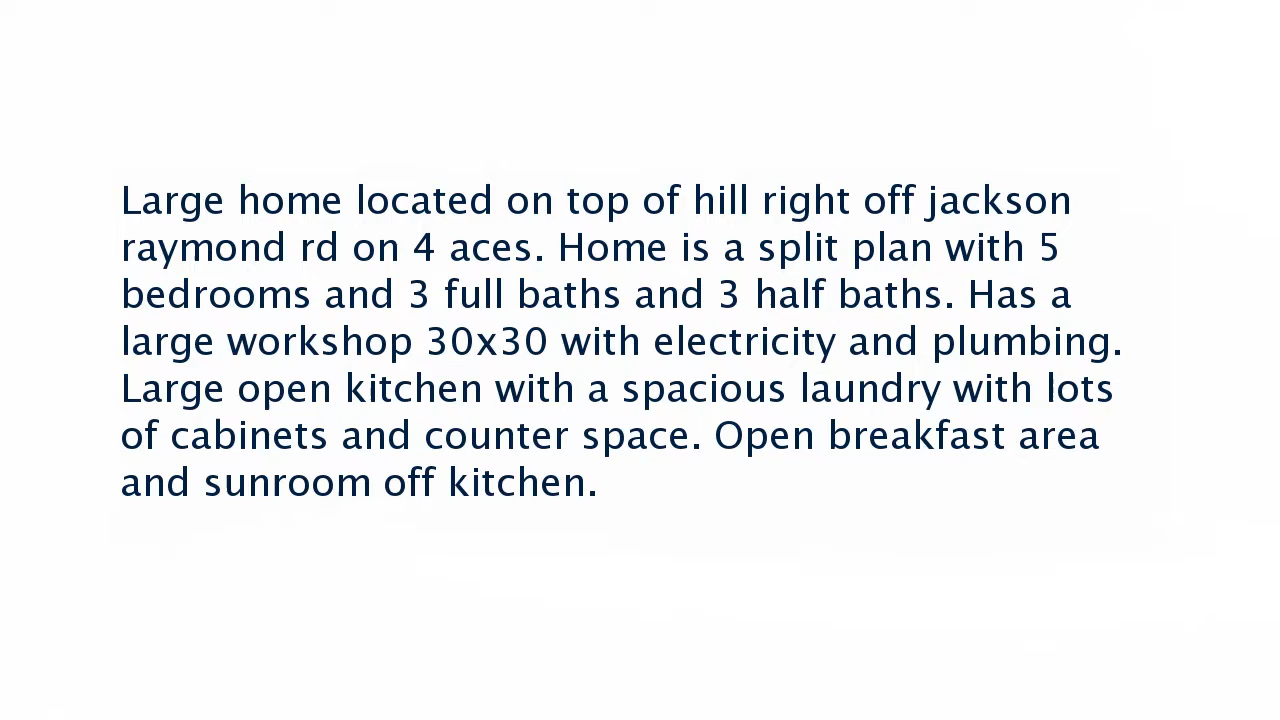 Large home located on top of hill right off jackson
raymond rd on 4 aces. Home is a split plan with 5
bedrooms and 3 full baths and 3 half baths. Has a
large workshop 30x30 with electricity and plumbing.
Large open kitchen with a spacious laundry with lots
of cabinets and counter space. Open breakfast area
and sunroom off kitchen.